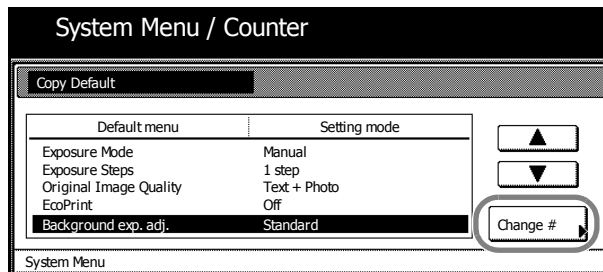 System Menu / Counter
Copy Default
Default menu Setting mode
Exposure Mode Manual
Exposure Steps 1 step
Original Image Quality Text + Photo
EcoPrint Off
Background exp. adj. Standard
Change #
System Menu